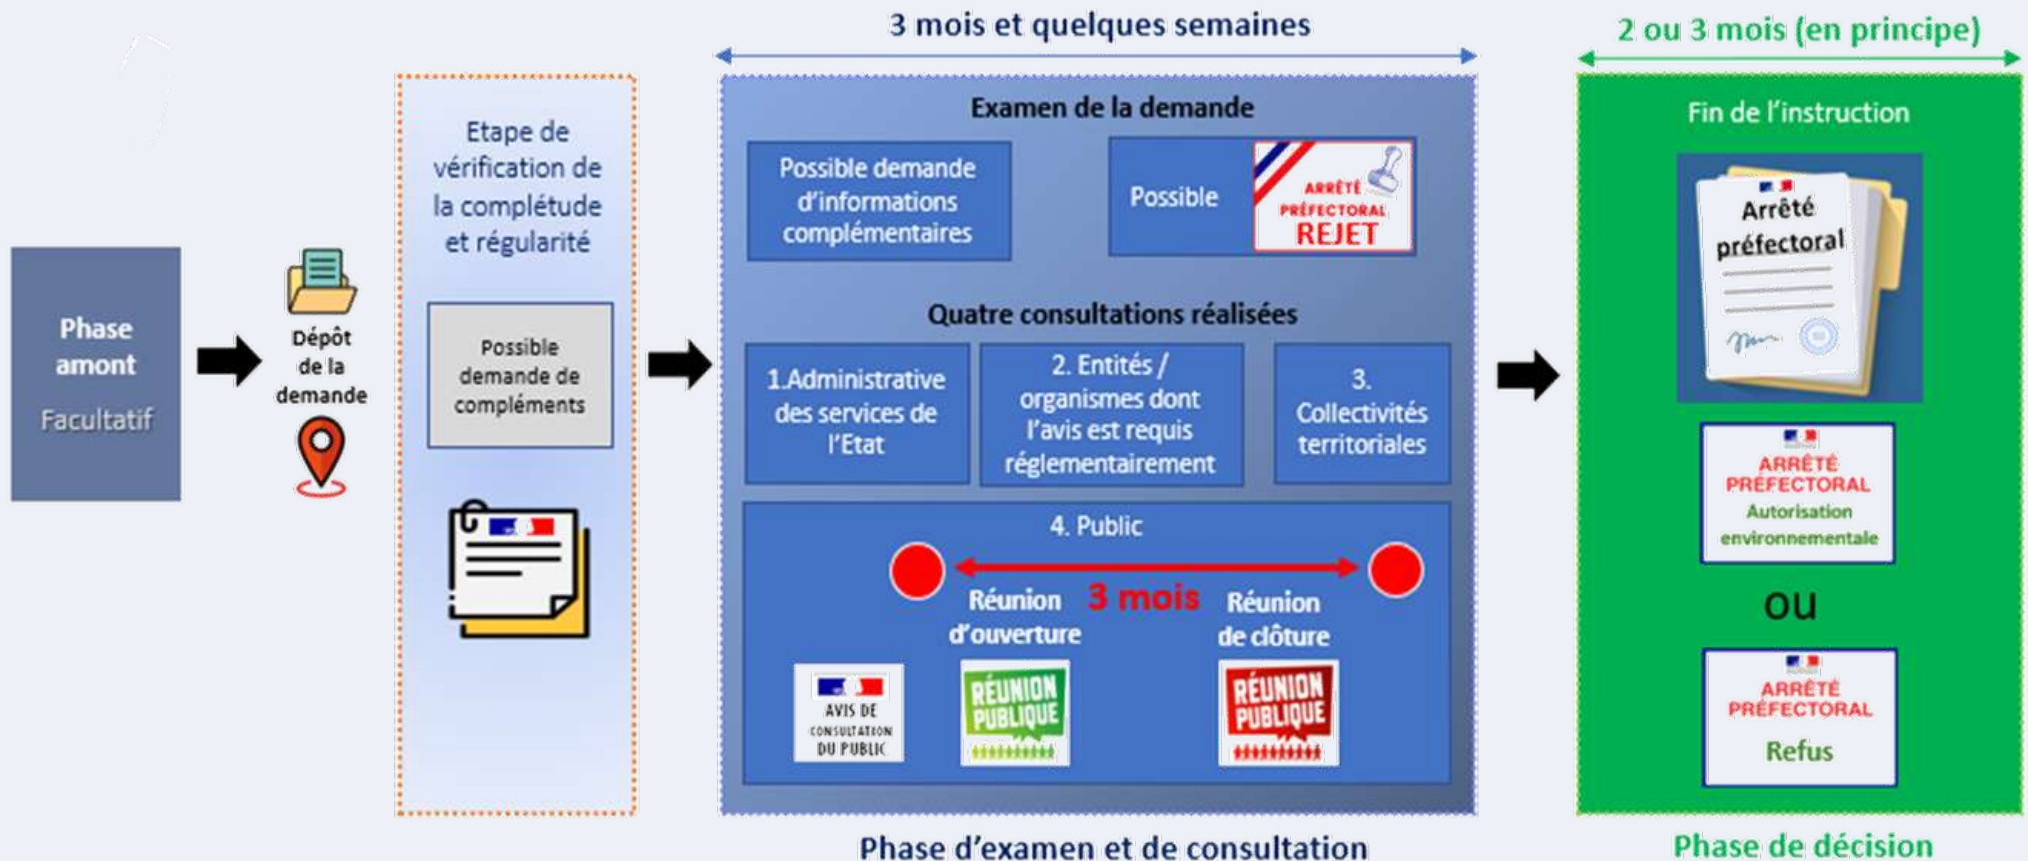 3 mois et quelques semaines
2 ou 3 mois (en principe)
Phase
amont
Facultatif
Dépôt
de la
demande
Etape de
vérification de
la complétude
et régularité
Possible
demande de
compléments
Examen de la demande
Possible demande
d'informations
complémentaires
Possible
ARRÊTÉ
PRÉFECTORAL
REJET
Quatre consultations réalisées
1.Administrative
des services de
l'Etat
2. Entités /
organismes dont
l'avis est requis
réglementairement
3.
Collectivités
territoriales
4. Public
3 mois
Réunion
d'ouverture
Réunion
de clôture
AVIS DE
CONSULTATION
DU PUBLIC
RÉUNION
PUBLIQUE
RÉUNION
PUBLIQUE
Phase d'examen et de consultation
Fin de l'instruction
Arrêté
préfectoral
ARRÊTÉ
PRÉFECTORAL
Autorisation
environnementale
ou
ARRÊTÉ
PRÉFECTORAL
Refus
Phase de décision